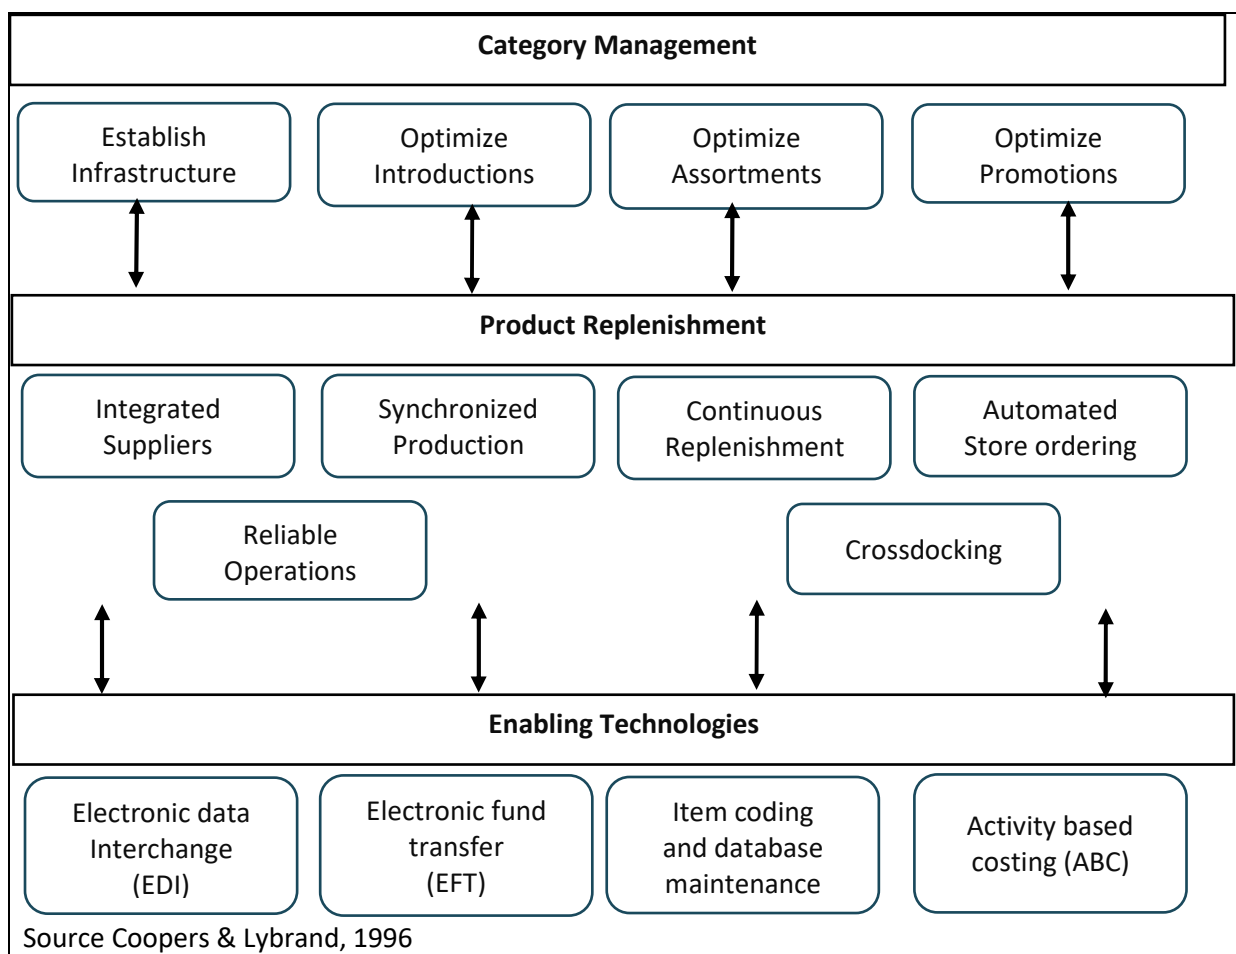 Category Management
Establish
Infrastructure
Optimize
Introductions
Optimize
Assortments
Optimize
Promotions
Product Replenishment
Integrated
Suppliers
Synchronized
Production
Continuous
Replenishment
Automated
Store ordering
Reliable
Operations
Crossdocking
Enabling Technologies
Electronic data
Interchange
(EDI)
Electronic fund
transfer
(EFT)
Item coding
and database
maintenance
Activity based
costing (ABC)
Source Coopers & Lybrand, 1996